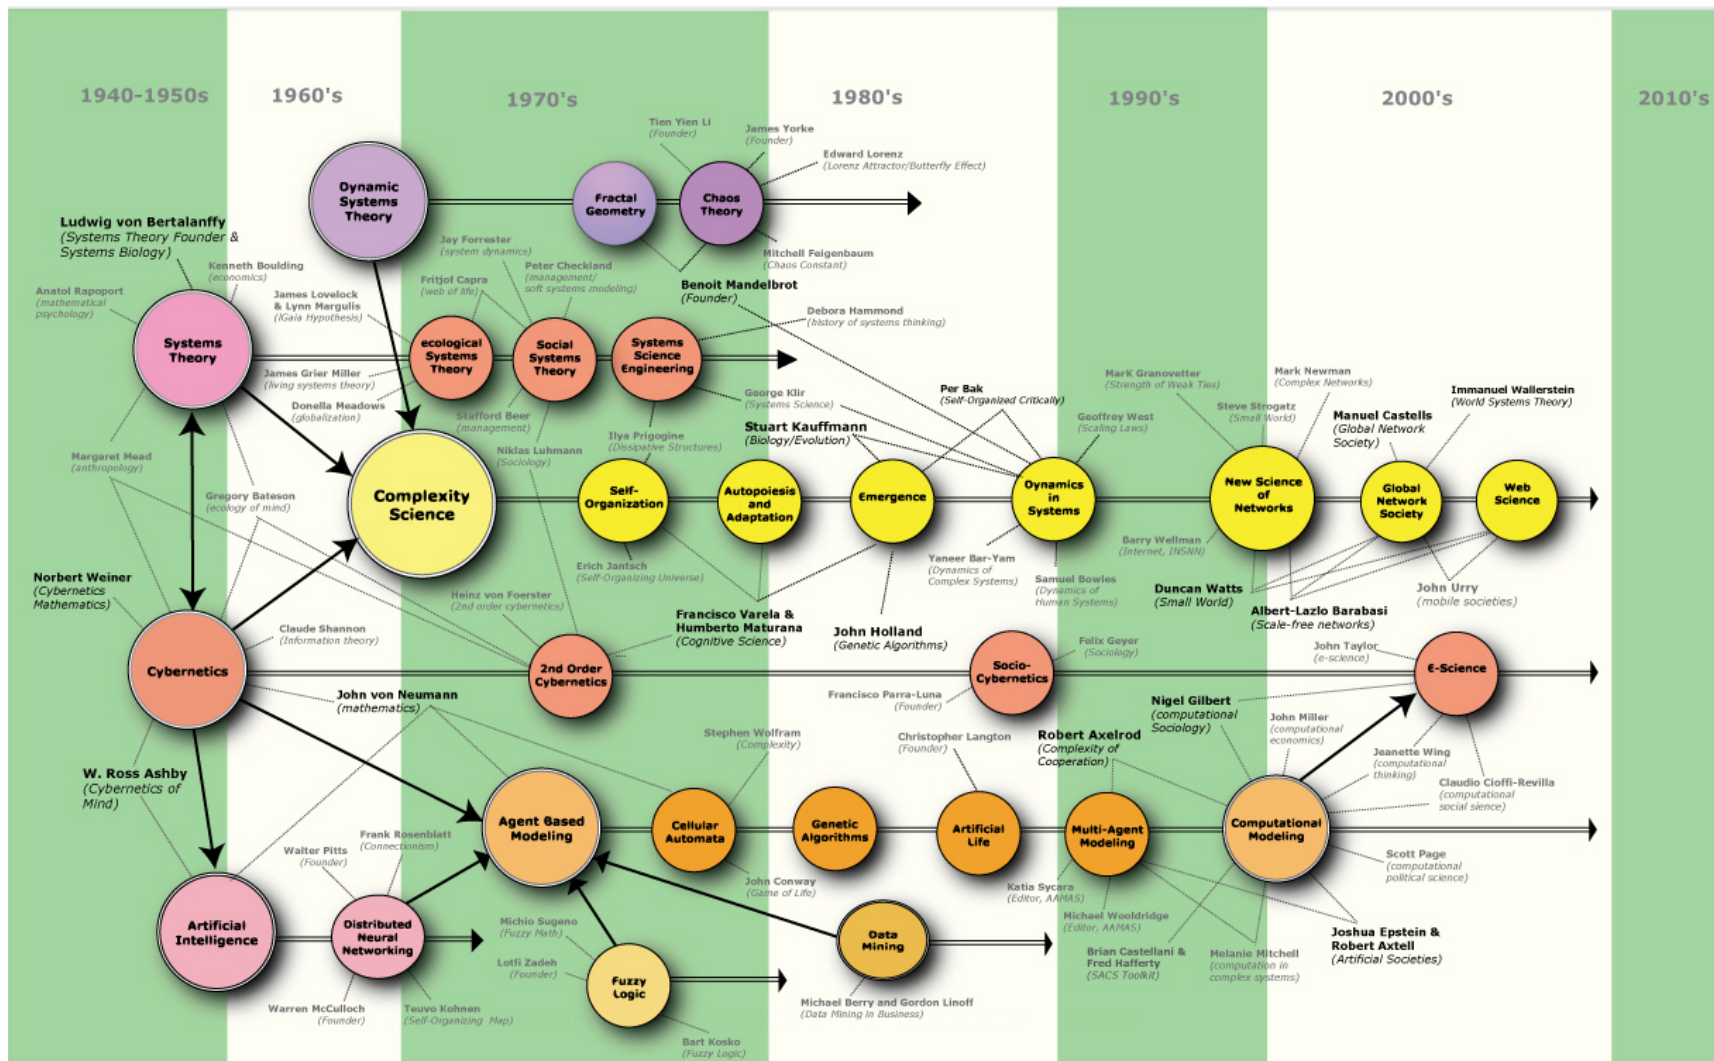 1940-1950s
1960's
1970's
1980's
1990's
2000's
2010's
Tien Yien Li
(Founder)
James Yorke
(Founder)
Edward Lorenz
(Lorenz Attractor/Butterfly Effect)
Dynamic
Systems
Theory
Fractal
Geometry
Chaos
Theory
Mitchell Feigenbaum
(Chaos Constant)
Benoit Mandelbrot
(Founder)
Ludwig von Bertalanffy
(Systems Theory Founder &
Systems Biology)
Kenneth Boulding
(economics)
Anatol Rapoport
(mathematical
psychology)
James Lovelock
& Lynn Margulis
(lGaia Hypothesis)
Jay Forrester
(system dynamics)
Fritjof Capra
(web of life)
Peter Checkland
(management/
soft systems modeling)
Debora Hammond
(history of systems thinking)
Systems
Theory
ecological
Systems
Theory
Social
Systems
Theory
Systems
Science
Engineering
James Grier Miller
(living systems theory)
Donella Meadows
(globalization)
Stafford Beer
(management)
Niklas Luhmann
(Sociology)
Ilya Prigogine
(Dissipative Structures)
George Klir
(Systems Science)
Stuart Kauffmann
(Biology/Evolution)
Per Bak
(Self-Organized Critically)
Geoffrey West
(Scaling Laws)
MarK Granovetter
(Strength of Weak Ties)
Steve Strogatz
(Small World)
Mark Newman
(Complex Networks)
Manuel Castells
(Global Network
Society)
Immanuel Wallerstein
(World Systems Theory)
Margaret Mead
(anthropology)
Gregory Bateson
(ecology of mind)
Complexity
Science
Self-
Organization
Autopoiesis
and
Adaptation
Emergence
Dynamics
in
Systems
New Science
of
Networks
Global
Network
Society
Web
Science
Erich Jantsch
(Self-Organizing Universe)
Heinz von Foerster
(2nd order cybernetics)
Francisco Varela &
Humberto Maturana
(Cognitive Science)
John Holland
(Genetic Algorithms)
Yaneer Bar-Yam
(Dynamics of
Complex Systems)
Samuel Bowles
(Dynamics of
Human Systems)
Barry Wellman
(Internet, INSNN)
Duncan Watts
(Small World)
Albert-Lazlo Barabasi
(Scale-free networks)
John Urry
(mobile societies)
Norbert Weiner
(Cybernetics
Mathematics)
Claude Shannon
(Information theory)
Cybernetics
2nd Order
Cybernetics
Socio-
Cybernetics
Felix Geyer
(Sociology)
Francisco Parra-Luna
(Founder)
John Taylor
(e-science)
E-Science
John von Neumann
(mathematics)
W. Ross Ashby
(Cybernetics of
Mind)
Stephen Wolfram
(Complexity)
Christopher Langton
(Founder)
Robert Axelrod
(Complexity of
Cooperation)
Nigel Gilbert
(computational
Sociology)
John Miller
(computational
economics)
Jeanette Wing
(computational
thinking)
Claudio Cioffi-Revilla
(computational
social sience)
Agent Based
Modeling
Cellular
Automata
Genetic
Algorithms
Artificial
Life
Multi-Agent
Modeling
Computational
Modeling
Scott Page
(computational
political science)
Frank Rosenblatt
(Connectionism)
Walter Pitts
(Founder)
John Conway
(Game of Life)
Katia Sycara
(Editor, AAMAS)
Michael Wooldridge
(Editor, AAMAS)
Brian Castellani &
Fred Hafferty
(SACS Toolkit)
Melanie Mitchell
(computation in
complex systems)
Joshua Epstein &
Robert Axtell
(Artificial Societies)
Artificial
Intelligence
Distributed
Neural
Networking
Warren McCulloch
(Founder)
Teuvo Kohnen
(Self-Organizing Map)
Michio Sugeno
(Fuzzy Math)
Lotfi Zadeh
(Founder)
Fuzzy
Logic
Bart Kosko
(Fuzzy Logic)
Data
Mining
Michael Berry and Gordon Linoff
(Data Mining in Business)